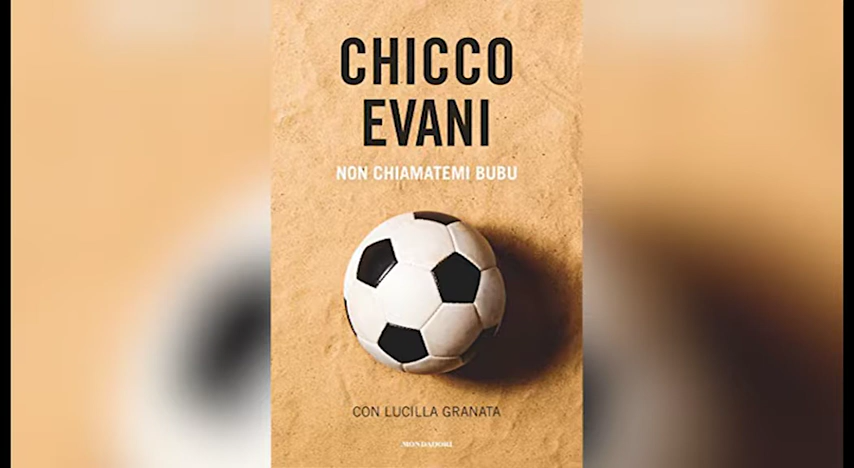 CHICCO
EVANI
NON CHIAMATEMI BUBU
CON LUCILLA GRANATA
MONDADORI